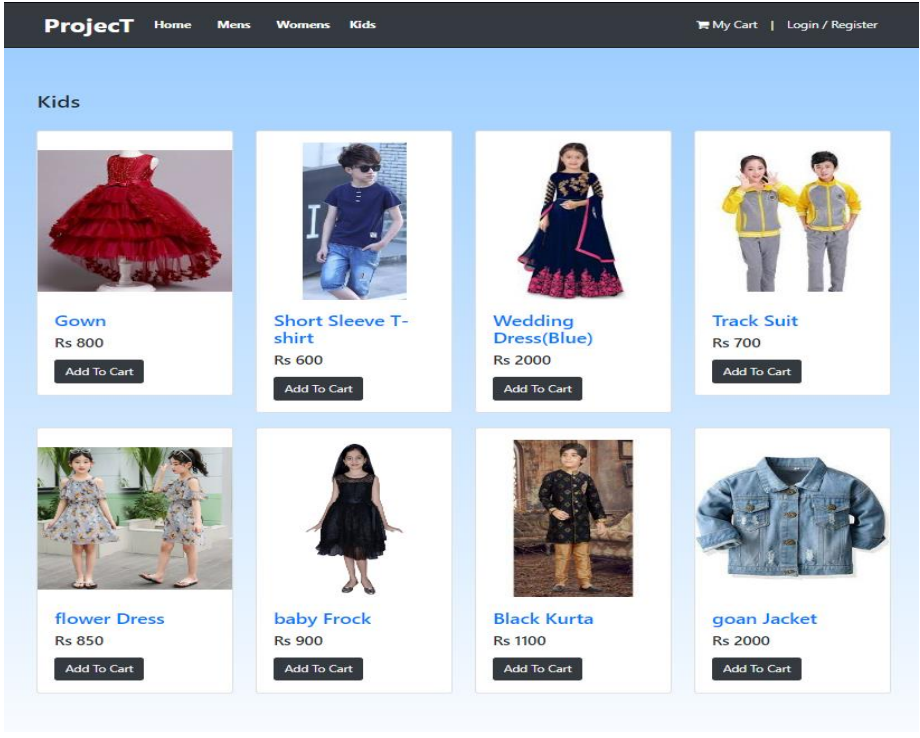 ProjecT Home Mens Womens Kids My Cart | Login / Register
Kids
Gown
Rs 800
Add To Cart
Short Sleeve T-
shirt
Rs 600
Add To Cart
Wedding
Dress(Blue)
Rs 2000
Add To Cart
Track Suit
Rs 700
Add To Cart
flower Dress
Rs 850
Add To Cart
baby Frock
Rs 900
Add To Cart
Black Kurta
Rs 1100
Add To Cart
goan Jacket
Rs 2000
Add To Cart